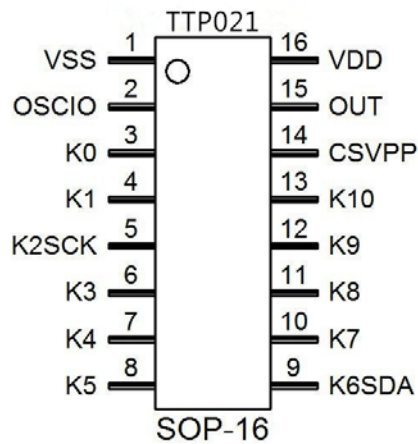 TTP021
VSS 1 16 VDD
OSCIO 2 15 OUT
K0 3 14 CSVPP
K1 4 13 K10
K2SCK 5 12 K9
K3 6 11 K8
K4 7 10 K7
K5 8 9 K6SDA
SOP-16